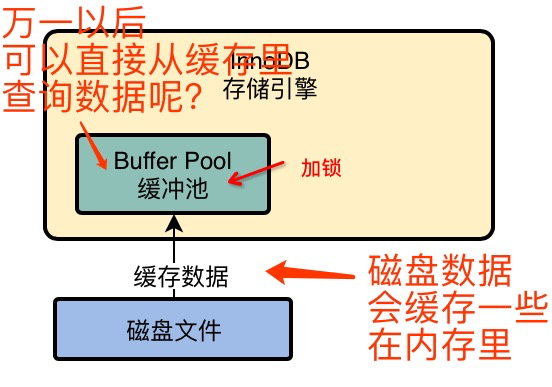 万一以后
可以直接从缓存里
查询数据呢?
InnoDB
存储引擎
Buffer Pool
缓冲池
加锁
缓存数据
磁盘数据
会缓存一些
在内存里
磁盘文件